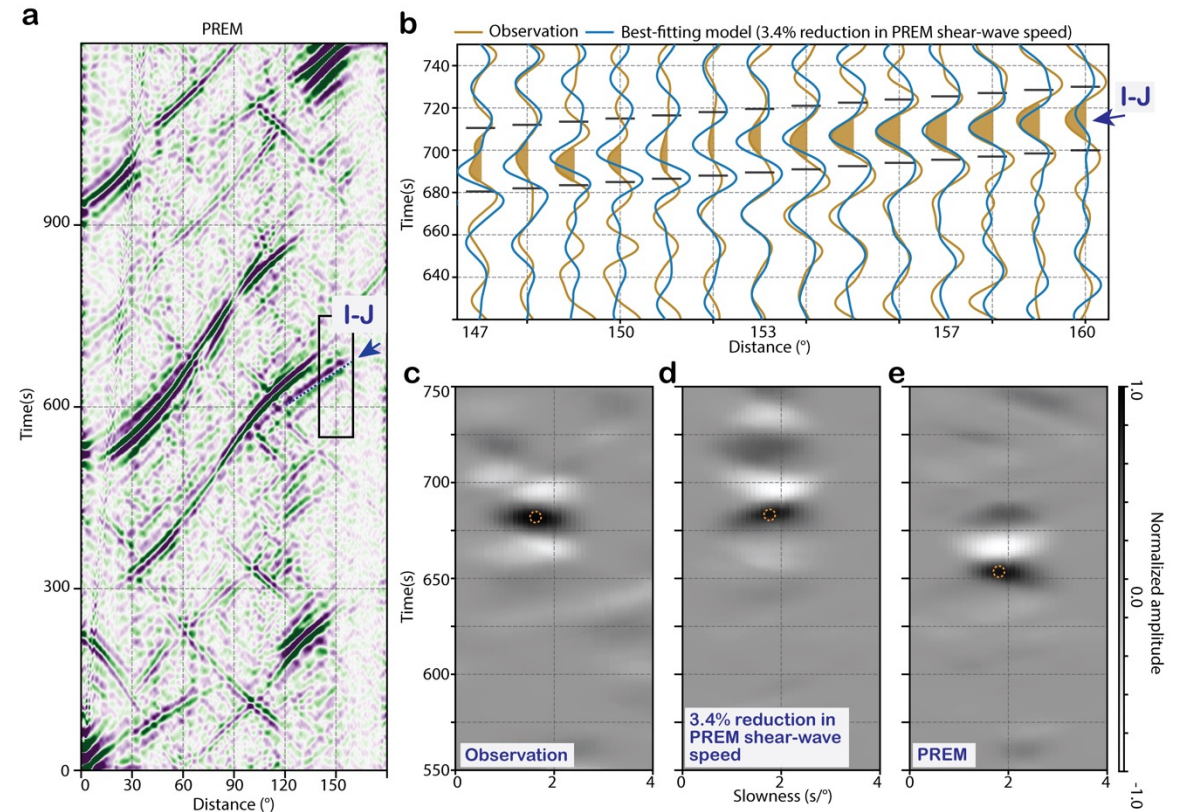 a
PREM
900
600
300
0
Time(s)
0 30 60 90 120 150
Distance (°)
I-J
b
Observation Best-fitting model (3.4% reduction in PREM shear-wave speed)
740
720
700
680
660
640
Time(s)
147 150 153 157 160
Distance (°)
I-J
c
750
700
650
600
550
Time(s)
Observation
0 2 4
d
3.4% reduction in
PREM shear-wave
speed
0 2 4
Slowness (s/°)
e
PREM
0 2 4
1.0
0.0
-1.0
Normalized amplitude